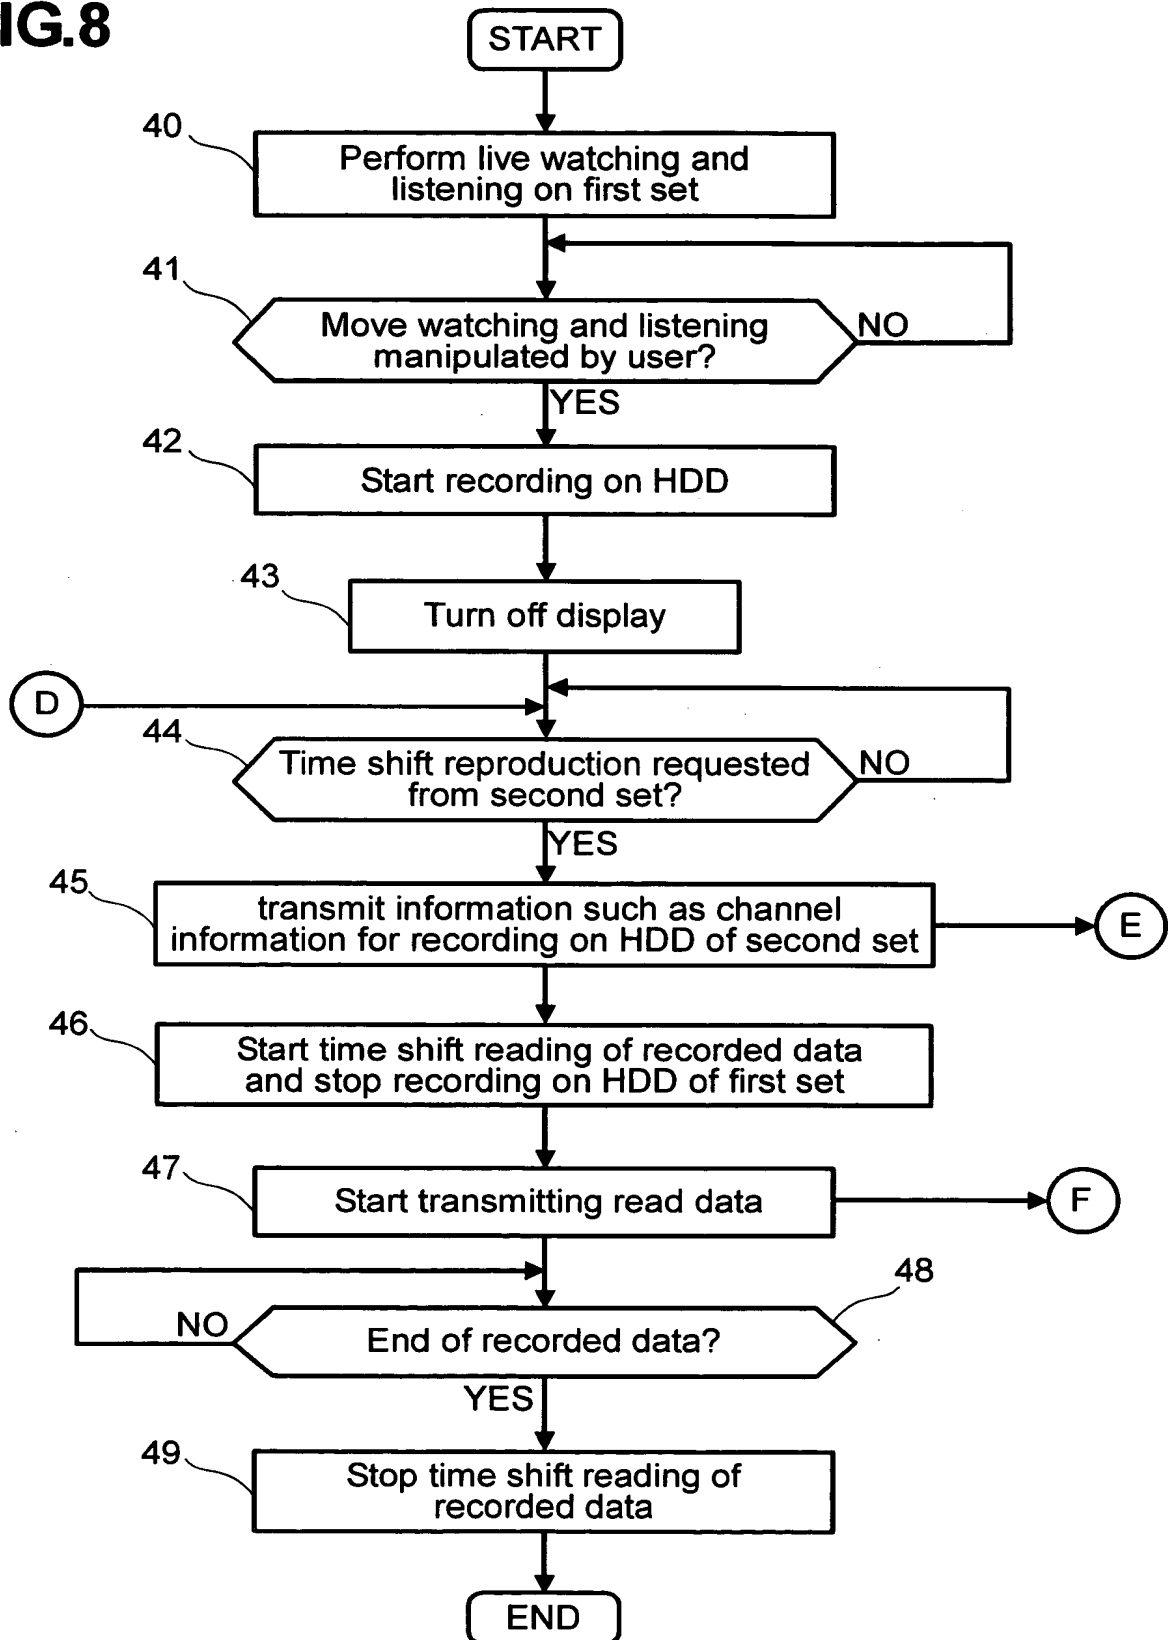 IG.8
START
40
Perform live watching and
listening on first set
41
Move watching and listening
manipulated by user?
NO
YES
42
Start recording on HDD
43
Turn off display
D
44
Time shift reproduction requested
from second set?
NO
YES
45
transmit information such as channel
information for recording on HDD of second set
E
46
Start time shift reading of recorded data
and stop recording on HDD of first set
47
Start transmitting read data
F
48
NO
End of recorded data?
YES
49
Stop time shift reading of
recorded data
END